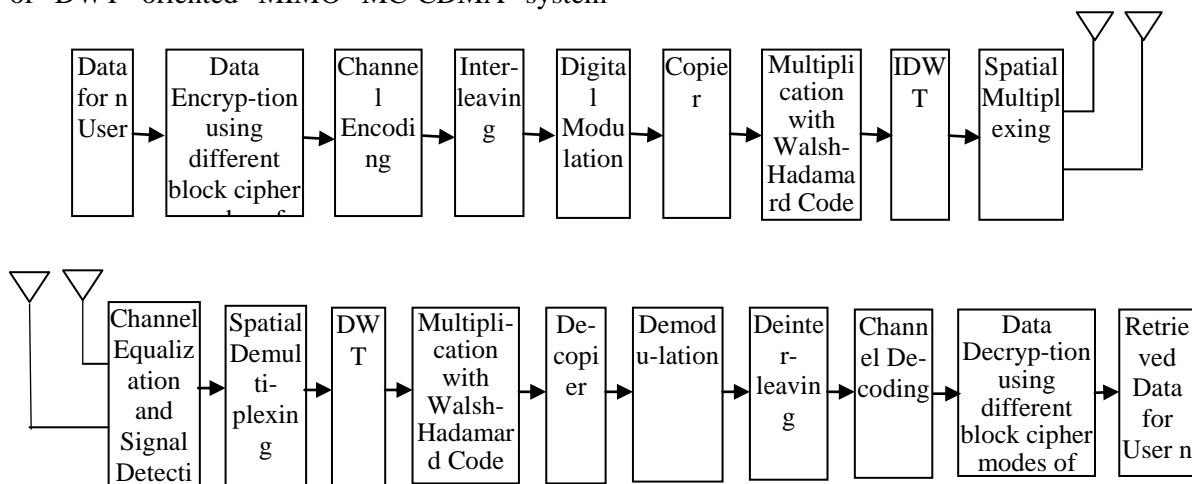 of DWT oriented MIMO MC-CDMA system
Data
for n
User
Data
Encryp-tion
using
different
block cipher
Channe
l
Encodi
ng
Inter-
leavin
g
Digita
l
Modu
lation
Copie
r
Multipli
cation
with
Walsh-
Hadama
rd Code
IDW
T
Spatial
Multipl
exing
Channel
Equaliz
ation
and
Signal
Detecti
Spatial
Demul
ti-
plexin
g
DW
T
Multipli-
cation
with
Walsh-
Hadamar
d Code
De-
copi
er
Demod
u-lation
Deinte
r-
leavin
g
Chann
el De-
coding
Data
Decryp-tion
using
different
block cipher
modes of
Retrie
ved
Data
for
User n